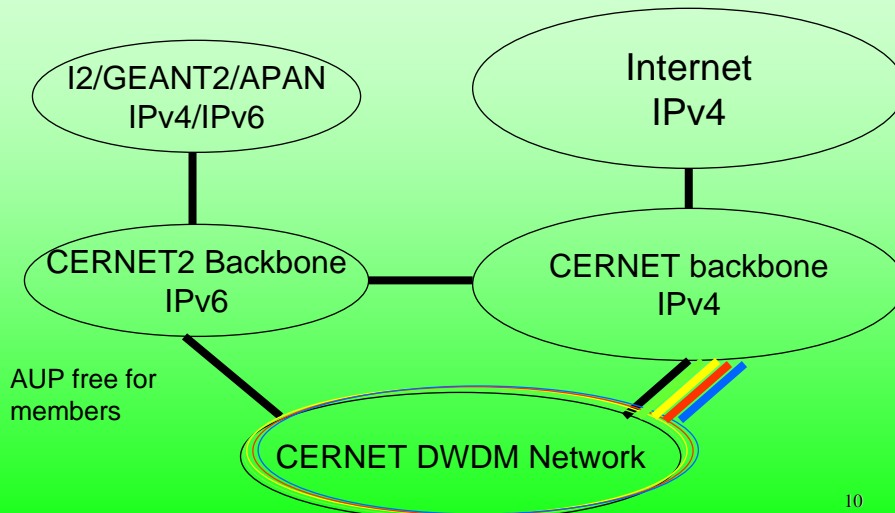 I2/GEANT2/APAN
IPv4/IPv6
Internet
IPv4
CERNET2 Backbone
IPv6
CERNET backbone
IPv4
AUP free for
members
CERNET DWDM Network
10